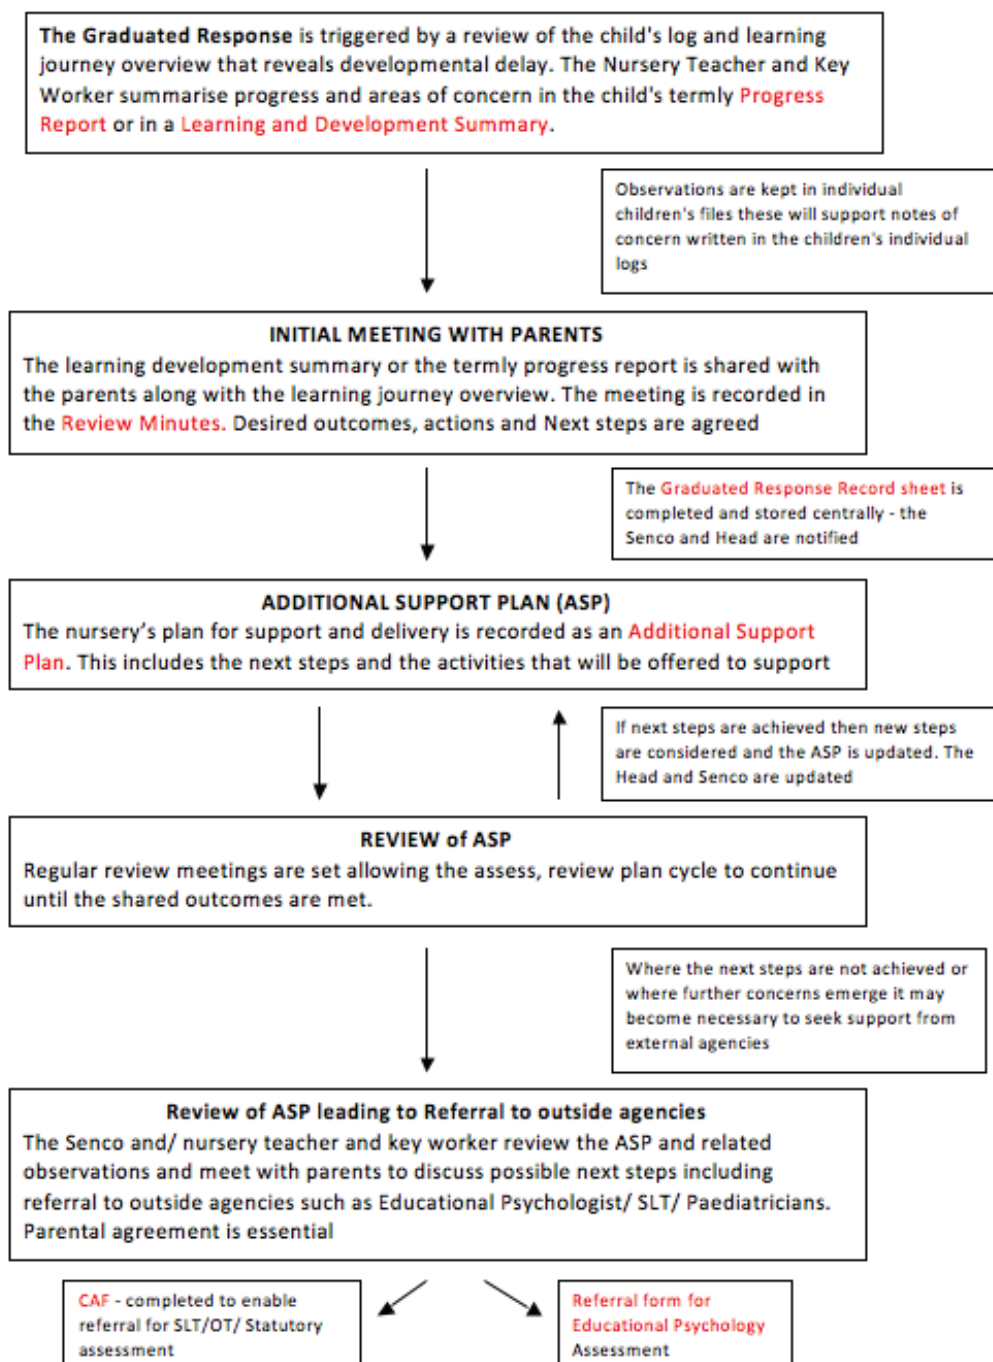 The Graduated Response is triggered by a review of the child's log and learning
journey overview that reveals developmental delay. The Nursery Teacher and Key
Worker summarise progress and areas of concern in the child's termly Progress
Report or in a Learning and Development Summary.
Observations are kept in individual
children's files these will support notes of
concern written in the children's individual
logs
INITIAL MEETING WITH PARENTS
The learning development summary or the termly progress report is shared with
the parents along with the learning journey overview. The meeting is recorded in
the Review Minutes. Desired outcomes, actions and Next steps are agreed
The Graduated Response Record sheet is
completed and stored centrally - the
Senco and Head are notified
ADDITIONAL SUPPORT PLAN (ASP)
The nursery's plan for support and delivery is recorded as an Additional Support
Plan. This includes the next steps and the activities that will be offered to support
If next steps are achieved then new steps
are considered and the ASP is updated. The
Head and Senco are updated
REVIEW of ASP
Regular review meetings are set allowing the assess, review plan cycle to continue
until the shared outcomes are met.
Where the next steps are not achieved or
where further concerns emerge it may
become necessary to seek support from
external agencies
Review of ASP leading to Referral to outside agencies
The Senco and/ nursery teacher and key worker review the ASP and related
observations and meet with parents to discuss possible next steps including
referral to outside agencies such as Educational Psychologist/ SLT/ Paediatricians.
Parental agreement is essential
CAF - completed to enable
referral for SLT/OT/ Statutory
assessment
Referral form for
Educational Psychology
Assessment